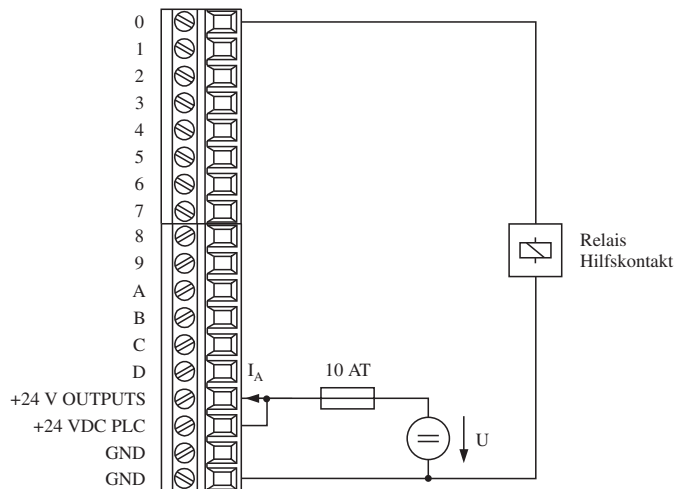 0
1
2
3
4
5
6
7
8
9
A
B
C
D
+24 V OUTPUTS
+24 VDC PLC
GND
GND
I_A
10 AT
U
Relais
Hilfskontakt